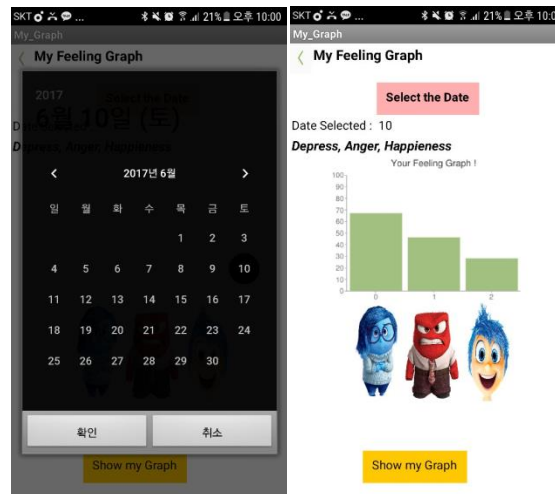 SKT ... 21% 오후 10:00
My_Graph
My Feeling Graph
2017
Select the Date
6월 10일 (토)
Depress, Anger, Happieness
2017년 6월
일 월 화 수 목 금 토
1 2 3
4 5 6 7 8 9 10
11 12 13 14 15 16 17
18 19 20 21 22 23 24
25 26 27 28 29 30
확인 취소
Show my Graph
SKT ... 21% 오후 10:0
My_Graph
My Feeling Graph
Select the Date
Date Selected : 10
Depress, Anger, Happieness
Your Feeling Graph !
100
90
80
70
60
50
40
30
20
10
0
0 1 2
Show my Graph